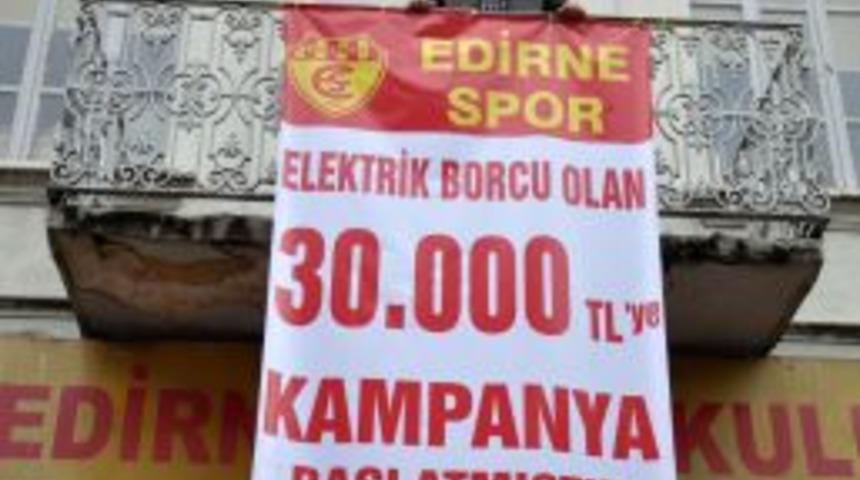 EDİRNE
SPOR
ELEKTRİK BORCU OLAN
30.000 TL'ye
KAMPANYA